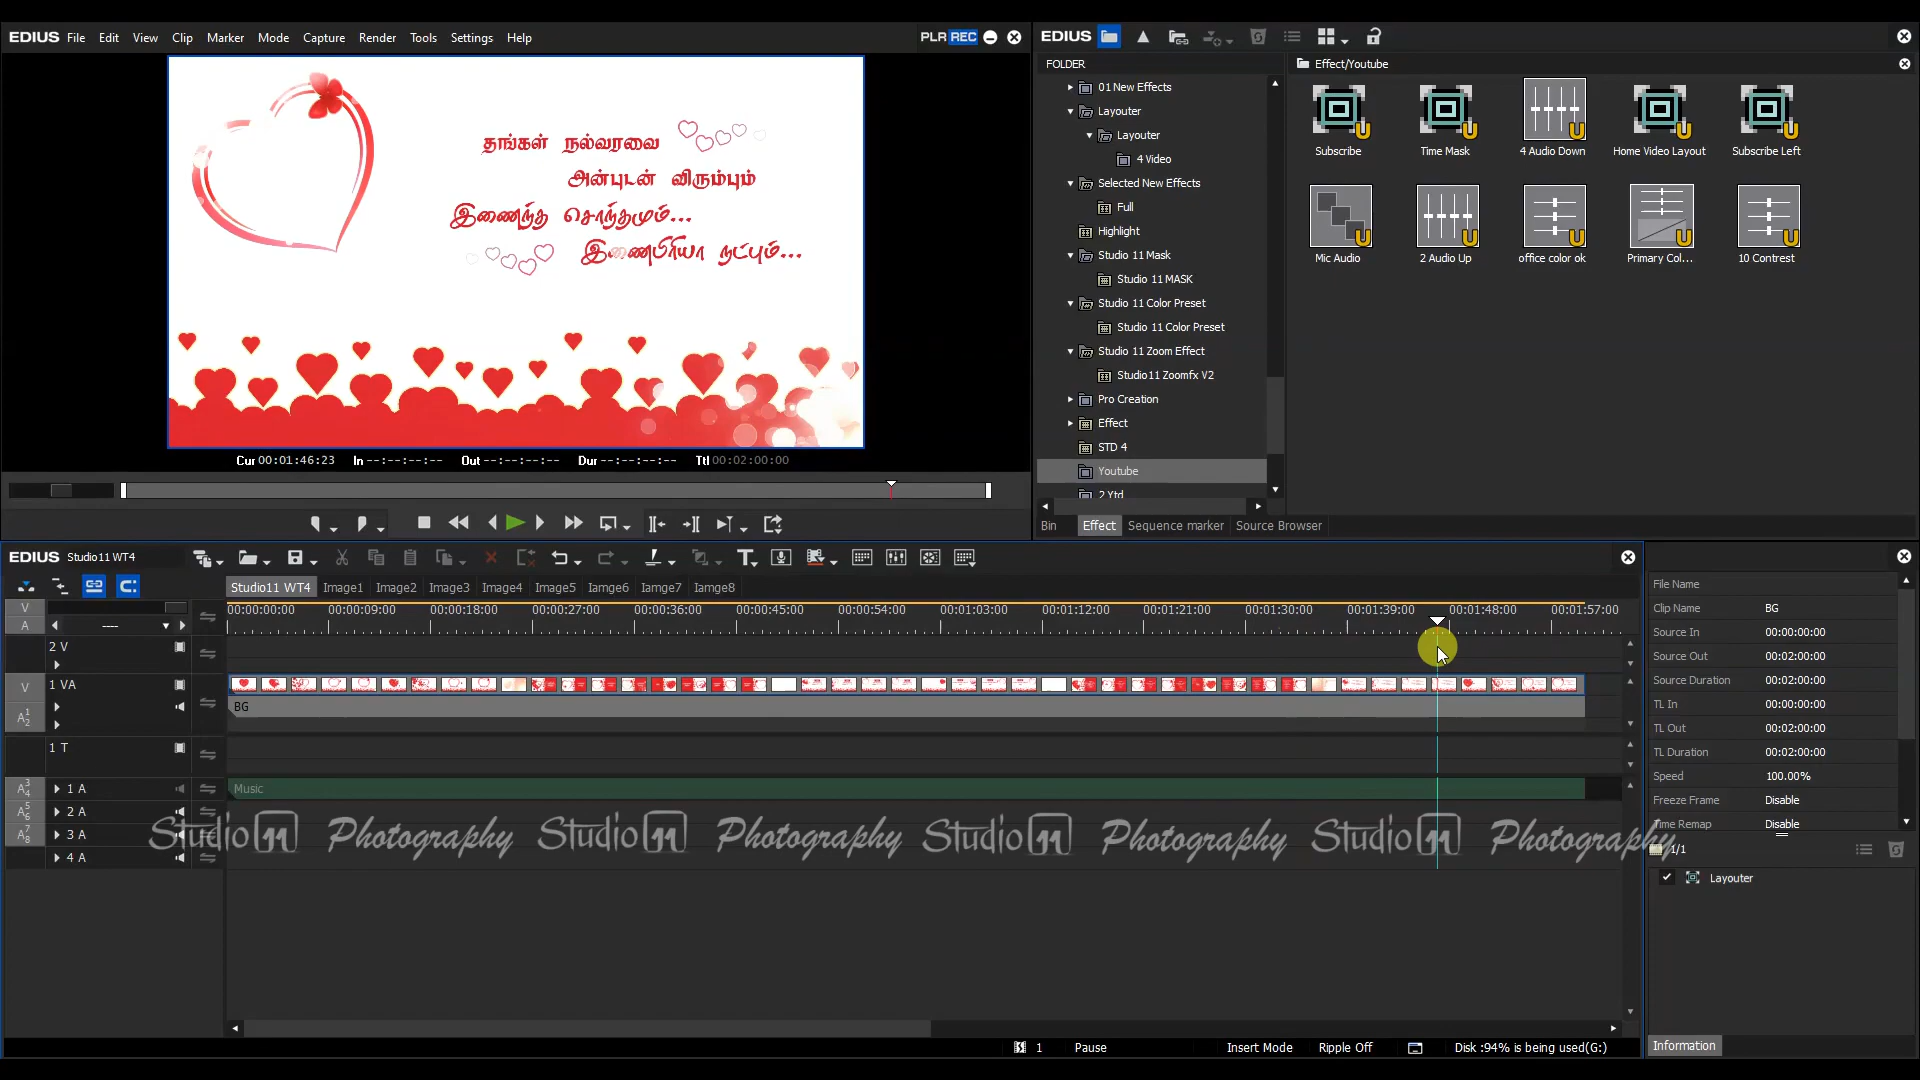 EDIUS File Edit View Clip Marker Mode Capture Render Tools Settings Help PLR REC
தங்கள் நல்வரவை
அன்புடன் விரும்பும்
இணைந்த சொந்தமும்...
இணைபிரியா நட்பும்...
Cur 00:01:46:23 In --:--:--:-- Out --:--:--:-- Dur --:--:--:-- Ttl 00:02:00:00
EDIUS
FOLDER
01 New Effects
Layouter
Layouter
4 Video
Selected New Effects
Full
Highlight
Studio 11 Mask
Studio 11 MASK
Studio 11 Color Preset
Studio 11 Color Preset
Studio 11 Zoom Effect
Studio11 Zoomfx V2
Pro Creation
Effect
STD 4
Youtube
2 Ytd
Bin Effect Sequence marker Source Browser
Effect/Youtube
Subscribe Time Mask 4 Audio Down Home Video Layout Subscribe Left
Mic Audio 2 Audio Up office color ok Primary Col... 10 Contrest
EDIUS Studio11 WT4
Studio11 WT4 Image1 Image2 Image3 Image4 Image5 Iamge6 Iamge7 Iamge8
00:00:00:00 00:00:09:00 00:00:18:00 00:00:27:00 00:00:36:00 00:00:45:00 00:00:54:00 00:01:03:00 00:01:12:00 00:01:21:00 00:01:30:00 00:01:39:00 00:01:48:00 00:01:57:00
V
A ----
2 V
V 1 VA
A12 BG
1 T
A34 1 A Music
A56 2 A
A78 3 A
4 A
Studio 11 Photography Studio 11 Photography Studio 11 Photography Studio 11 Photography
1 Pause Insert Mode Ripple Off Disk :94% is being used(G:)
File Name
Clip Name BG
Source In 00:00:00:00
Source Out 00:02:00:00
Source Duration 00:02:00:00
TL In 00:00:00:00
TL Out 00:02:00:00
TL Duration 00:02:00:00
Speed 100.00%
Freeze Frame Disable
Time Remap Disable
1/1
Layouter
Information